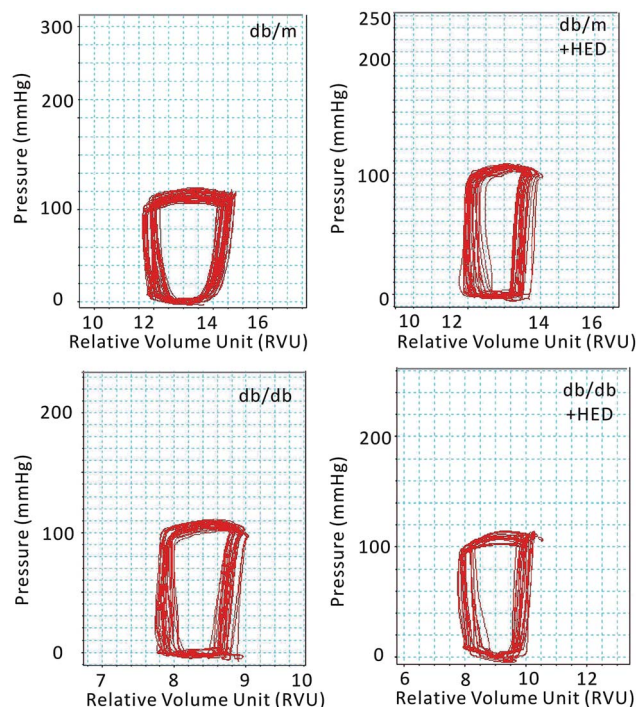 300
200
100
0
Pressure (mmHg)
db/m
10 12 14 16
Relative Volume Unit (RVU)
250
200
100
0
Pressure (mmHg)
db/m
+HED
10 12 14 16
Relative Volume Unit (RVU)
200
100
0
Pressure (mmHg)
db/db
7 8 9 10
Relative Volume Unit (RVU)
200
100
0
Pressure (mmHg)
db/db
+HED
6 8 10 12
Relative Volume Unit (RVU)